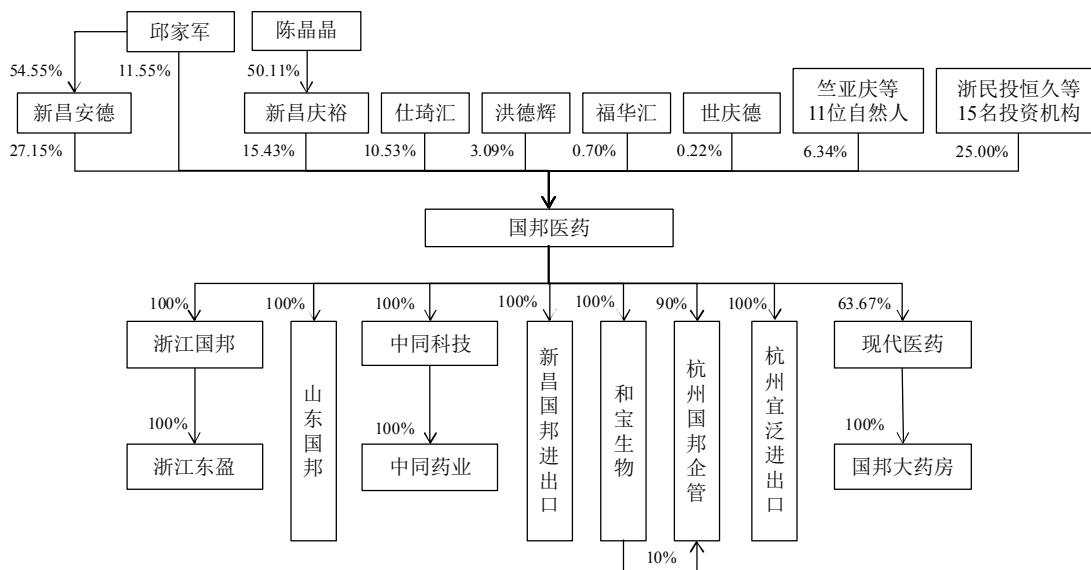 邱家军
陈晶晶
54.55%
11.55%
50.11%
新昌安德
新昌庆裕
仕琦汇
洪德辉
福华汇
世庆德
竺亚庆等
11位自然人
浙民投恒久等
15名投资机构
27.15%
15.43%
10.53%
3.09%
0.70%
0.22%
6.34%
25.00%
国邦医药
100%
100%
100%
100%
100%
90%
100%
63.67%
浙江国邦
山东国邦
中同科技
新昌国邦进出口
和宝生物
杭州国邦企管
杭州宜泛进出口
现代医药
100%
100%
100%
浙江东盈
中同药业
国邦大药房
10%